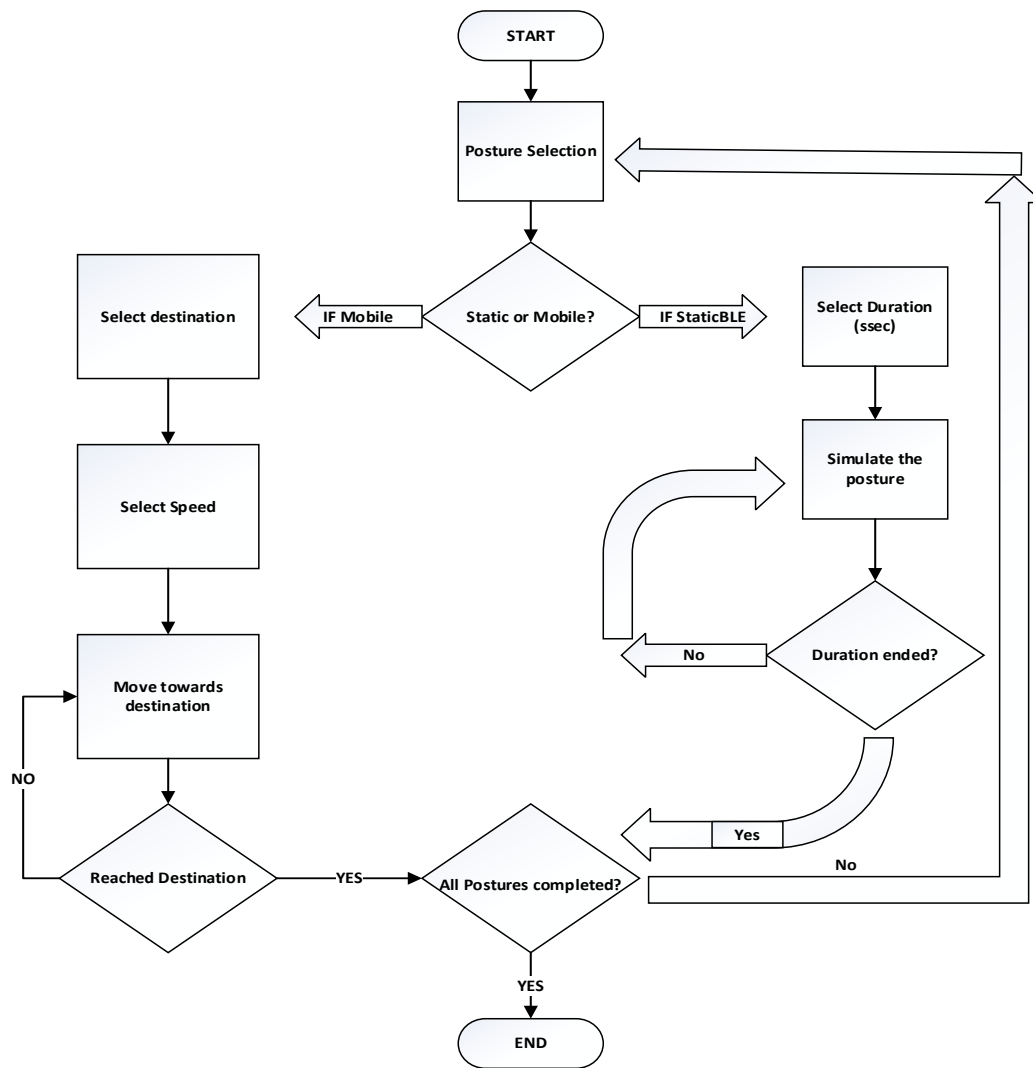 START
Posture Selection
Static or Mobile?
IF Mobile
IF StaticBLE
Select destination
Select Duration
(ssec)
Select Speed
Simulate the
posture
Move towards
destination
No
Duration ended?
NO
Yes
Reached Destination
YES
All Postures completed?
No
YES
END